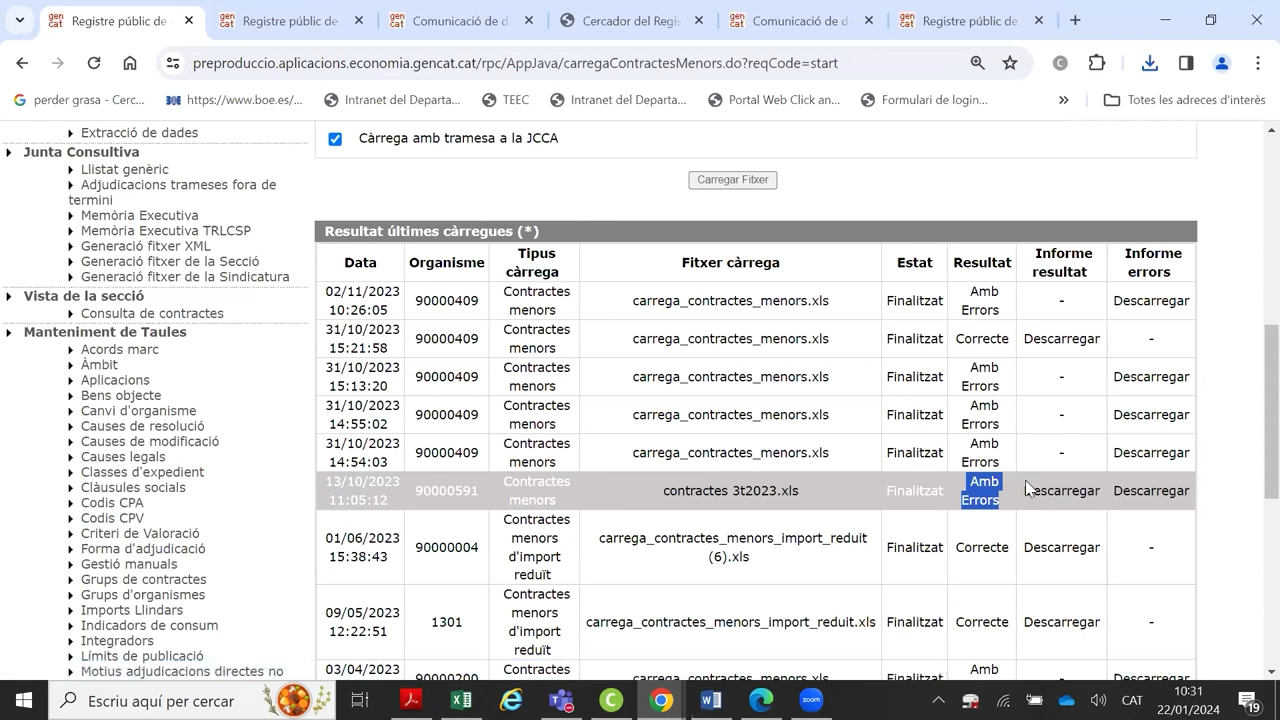 Registre públic de
Registre públic de
Comunicació de d
Cercador del Regis
Comunicació de d
Registre públic de
preproduccio.aplicacions.economia.gencat.cat/rpc/AppJava/carregaContractesMenors.do?reqCode=start
perder grasa - Cerc...
https://www.boe.es/...
Intranet del Departa...
TEEC
Intranet del Departa...
Portal Web Click an...
Formulari de login...
»
Totes les adreces d'interès
Extracció de dades
Junta Consultiva
Llistat genèric
Adjudicacions trameses fora de
termini
Memòria Executiva
Memòria Executiva TRLCSP
Generació fitxer XML
Generació fitxer de la Secció
Generació fitxer de la Sindicatura
Vista de la secció
Consulta de contractes
Manteniment de Taules
Acords marc
Àmbit
Aplicacions
Bens objecte
Canvi d'organisme
Causes de resolució
Causes de modificació
Causes legals
Classes d'expedient
Clàusules socials
Codis CPA
Codis CPV
Criteri de Valoració
Forma d'adjudicació
Gestió manuals
Grups de contractes
Grups d'organismes
Imports Llindars
Indicadors de consum
Integradors
Límits de publicació
Motius adjudicacions directes no
Càrrega amb tramesa a la JCCA
Carregar Fitxer
Resultat últimes càrregues (*)
Data Organisme Tipus càrrega Fitxer càrrega Estat Resultat Informe resultat Informe errors
02/11/2023 10:26:05 90000409 Contractes menors carrega_contractes_menors.xls Finalitzat Amb Errors - Descarregar
31/10/2023 15:21:58 90000409 Contractes menors carrega_contractes_menors.xls Finalitzat Correcte Descarregar -
31/10/2023 15:13:20 90000409 Contractes menors carrega_contractes_menors.xls Finalitzat Amb Errors - Descarregar
31/10/2023 14:55:02 90000409 Contractes menors carrega_contractes_menors.xls Finalitzat Amb Errors - Descarregar
31/10/2023 14:54:03 90000409 Contractes menors carrega_contractes_menors.xls Finalitzat Amb Errors - Descarregar
13/10/2023 11:05:12 90000591 Contractes menors contractes 3t2023.xls Finalitzat Amb Errors Descarregar Descarregar
01/06/2023 15:38:43 90000004 Contractes menors d'import reduït carrega_contractes_menors_import_reduit (6).xls Finalitzat Correcte Descarregar -
09/05/2023 12:22:51 1301 Contractes menors d'import reduït carrega_contractes_menors_import_reduit.xls Finalitzat Correcte Descarregar -
03/04/2023 90000200 Contractes Amb
Escriu aquí per cercar
zoom
CAT
10:31
22/01/2024
19